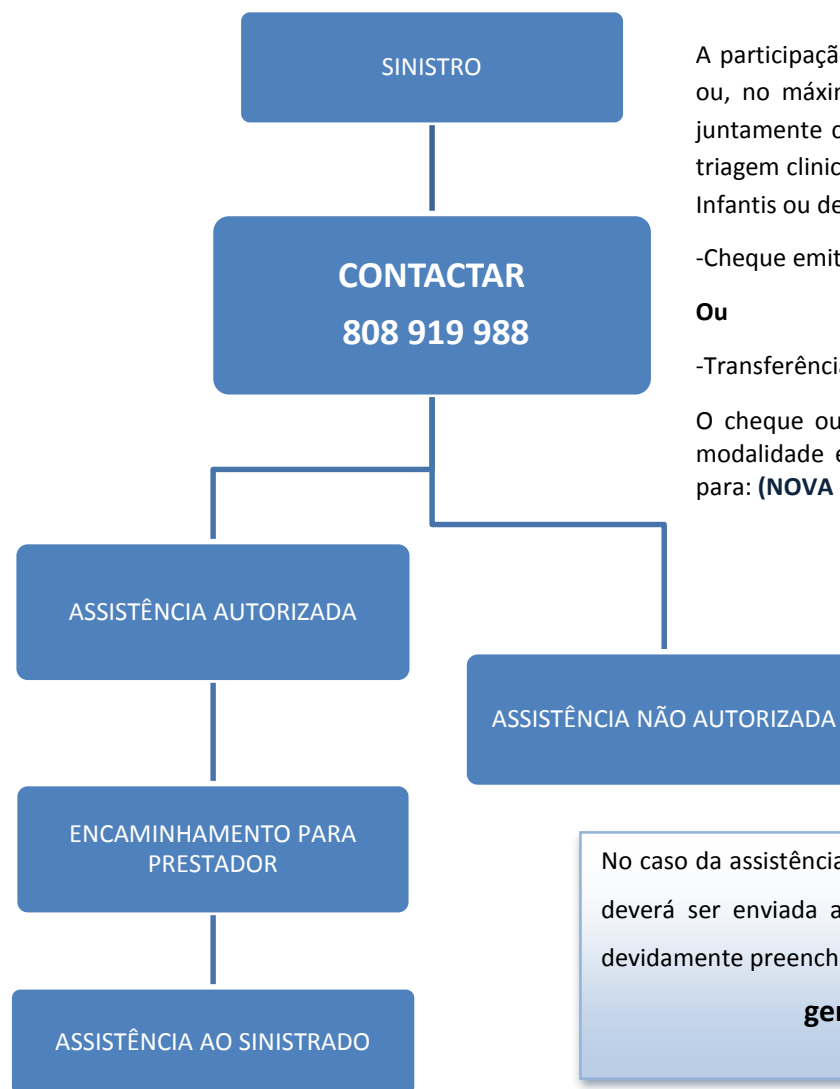 SINISTRO
CONTACTAR
808 919 988
ASSISTÊNCIA AUTORIZADA
ENCAMINHAMENTO PARA
PRESTADOR
ASSISTÊNCIA AO SINISTRADO
ASSISTÊNCIA NÃO AUTORIZADA
A participaçã
ou, no máxin
juntamente c
triagem clinic
Infantis ou de
-Cheque emit
Ou
-Transferência
O cheque ou
modalidade e
para: (NOVA
No caso da assistência
deverá ser enviada a
devidamente preench
ger